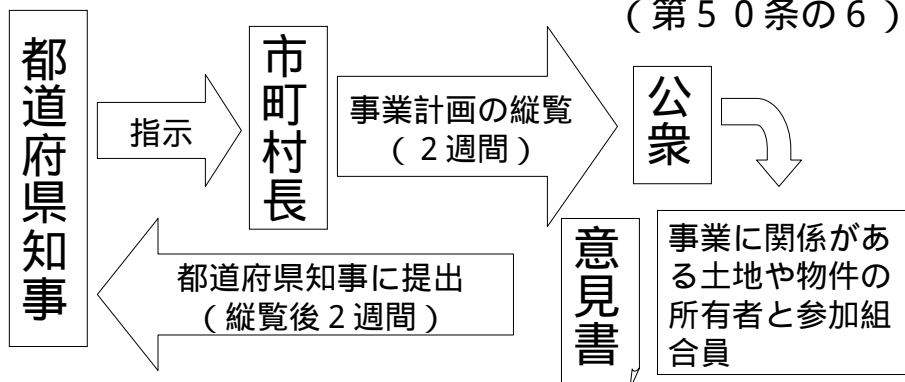 （第５０条の６）
都道府県知事
指示
市町村長
事業計画の縦覧
（２週間）
公衆
事業に関係があ
る土地や物件の
所有者と参加組
合員
意見書
都道府県知事に提出
（縦覧後２週間）